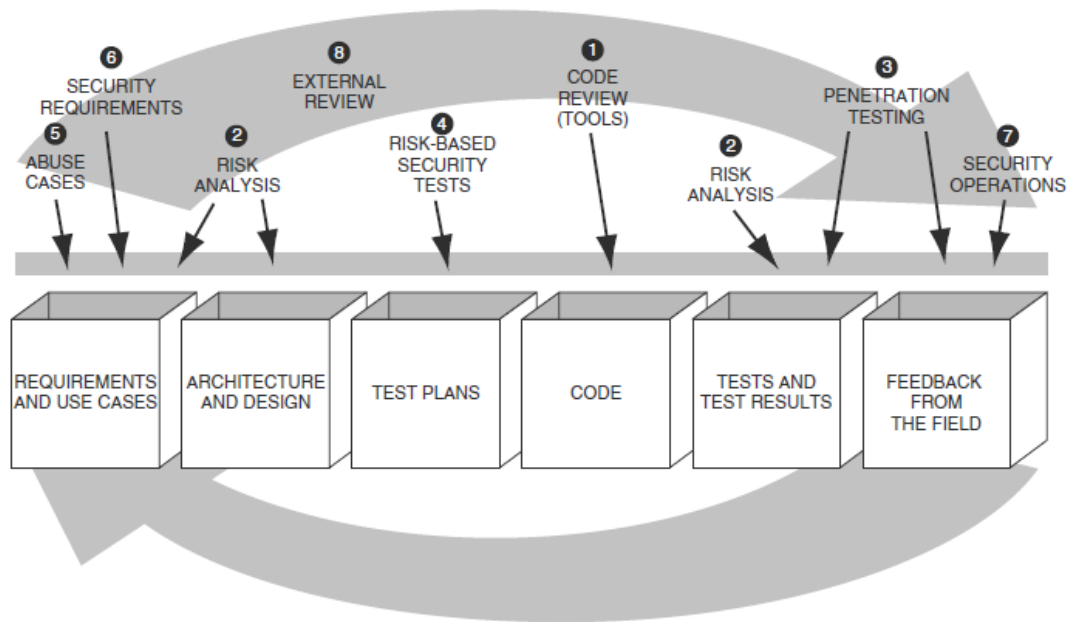 6
SECURITY
REQUIREMENTS
5
ABUSE
CASES
2
RISK
ANALYSIS
8
EXTERNAL
REVIEW
4
RISK-BASED
SECURITY
TESTS
1
CODE
REVIEW
(TOOLS)
2
RISK
ANALYSIS
3
PENETRATION
TESTING
7
SECURITY
OPERATIONS
REQUIREMENTS
AND USE CASES
ARCHITECTURE
AND DESIGN
TEST PLANS
CODE
TESTS AND
TEST RESULTS
FEEDBACK
FROM
THE FIELD